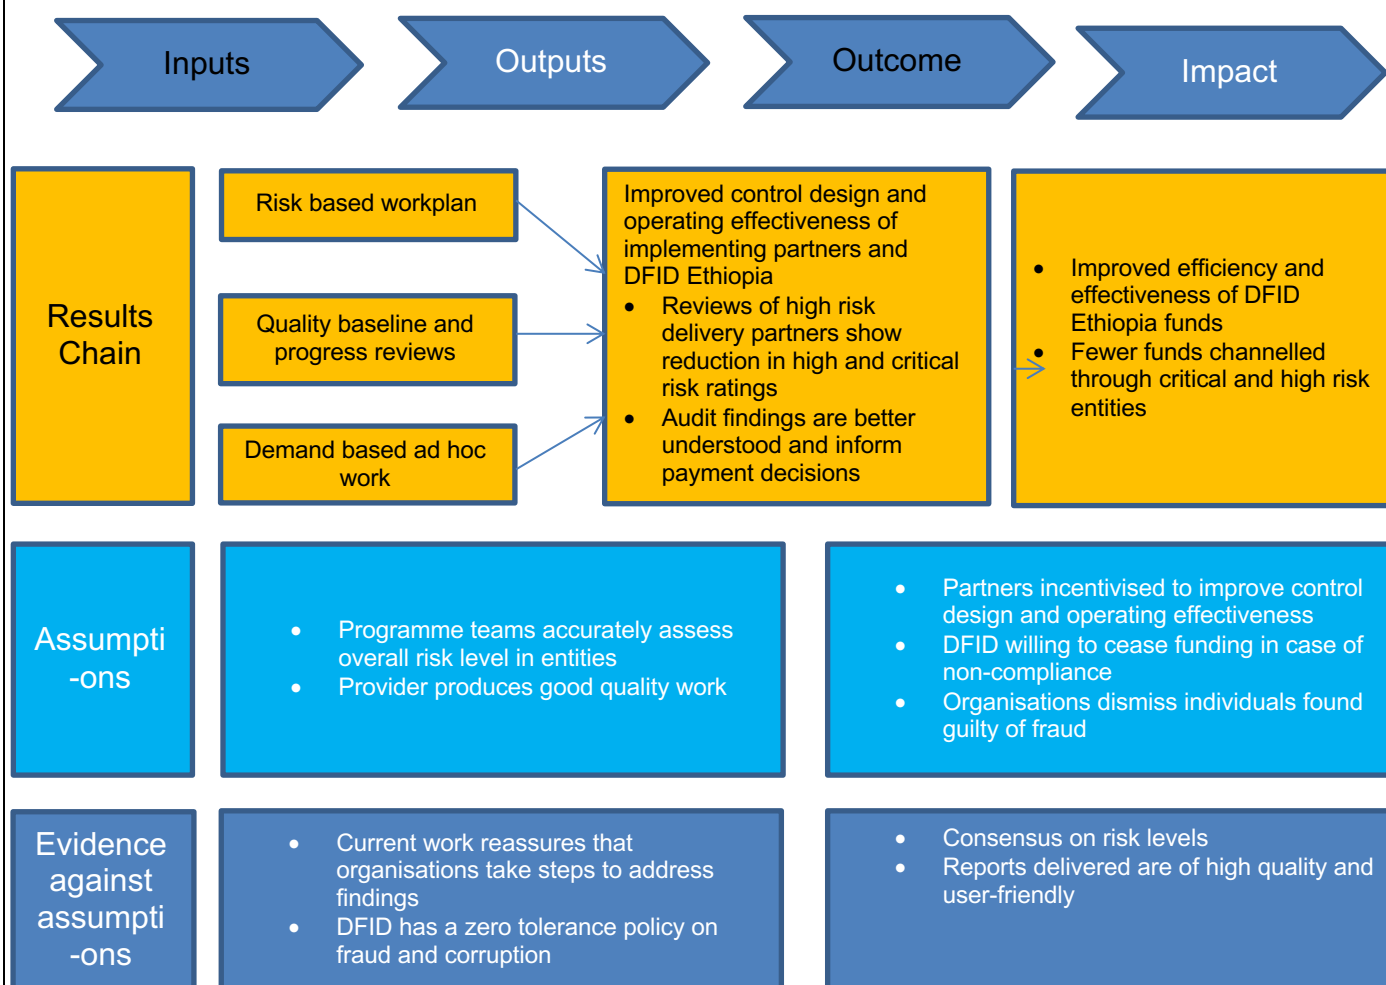 Inputs
Outputs
Outcome
Impact
Results
Chain
Risk based workplan
Quality baseline and
progress reviews
Demand based ad hoc
work
Improved control design and
operating effectiveness of
implementing partners and
DFID Ethiopia
• Reviews of high risk
delivery partners show
reduction in high and critical
risk ratings
• Audit findings are better
understood and inform
payment decisions
• Improved efficiency and
effectiveness of DFID
Ethiopia funds
• Fewer funds channelled
through critical and high risk
entities
Assumpti
-ons
• Programme teams accurately assess
overall risk level in entities
• Provider produces good quality work
• Partners incentivised to improve control
design and operating effectiveness
• DFID willing to cease funding in case of
non-compliance
• Organisations dismiss individuals found
guilty of fraud
Evidence
against
assumpti
-ons
• Current work reassures that
organisations take steps to address
findings
• DFID has a zero tolerance policy on
fraud and corruption
• Consensus on risk levels
• Reports delivered are of high quality and
user-friendly